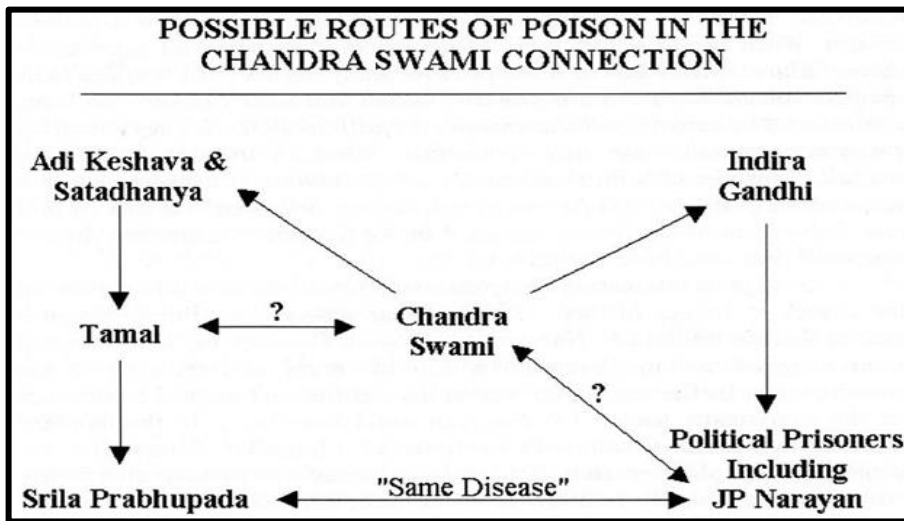 POSSIBLE ROUTES OF POISON IN THE
CHANDRA SWAMI CONNECTION
Adi Keshava &
Satadhanya
Indira
Gandhi
Tamal
?
Chandra
Swami
?
Political Prisoners
Including
JP Narayan
Srila Prabhupada
"Same Disease"